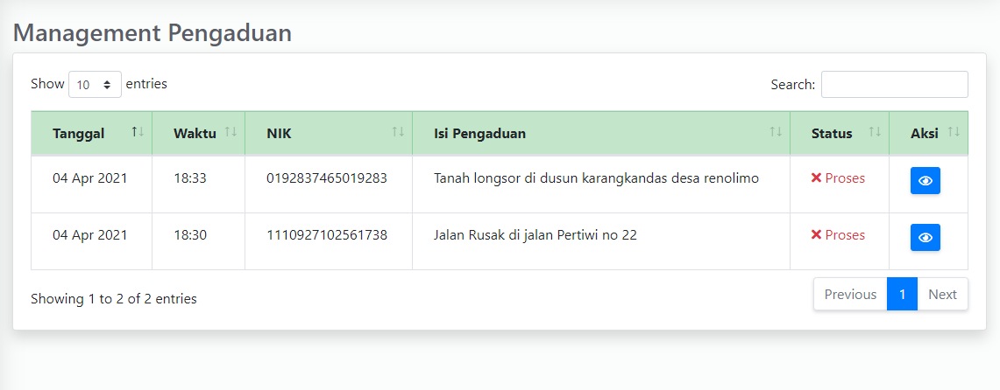 Management Pengaduan
Show 10 entries Search:
Tanggal Waktu NIK Isi Pengaduan Status Aksi
04 Apr 2021 18:33 0192837465019283 Tanah longsor di dusun karangkandas desa renolimo Proses
04 Apr 2021 18:30 1110927102561738 Jalan Rusak di jalan Pertiwi no 22 Proses
Showing 1 to 2 of 2 entries Previous 1 Next